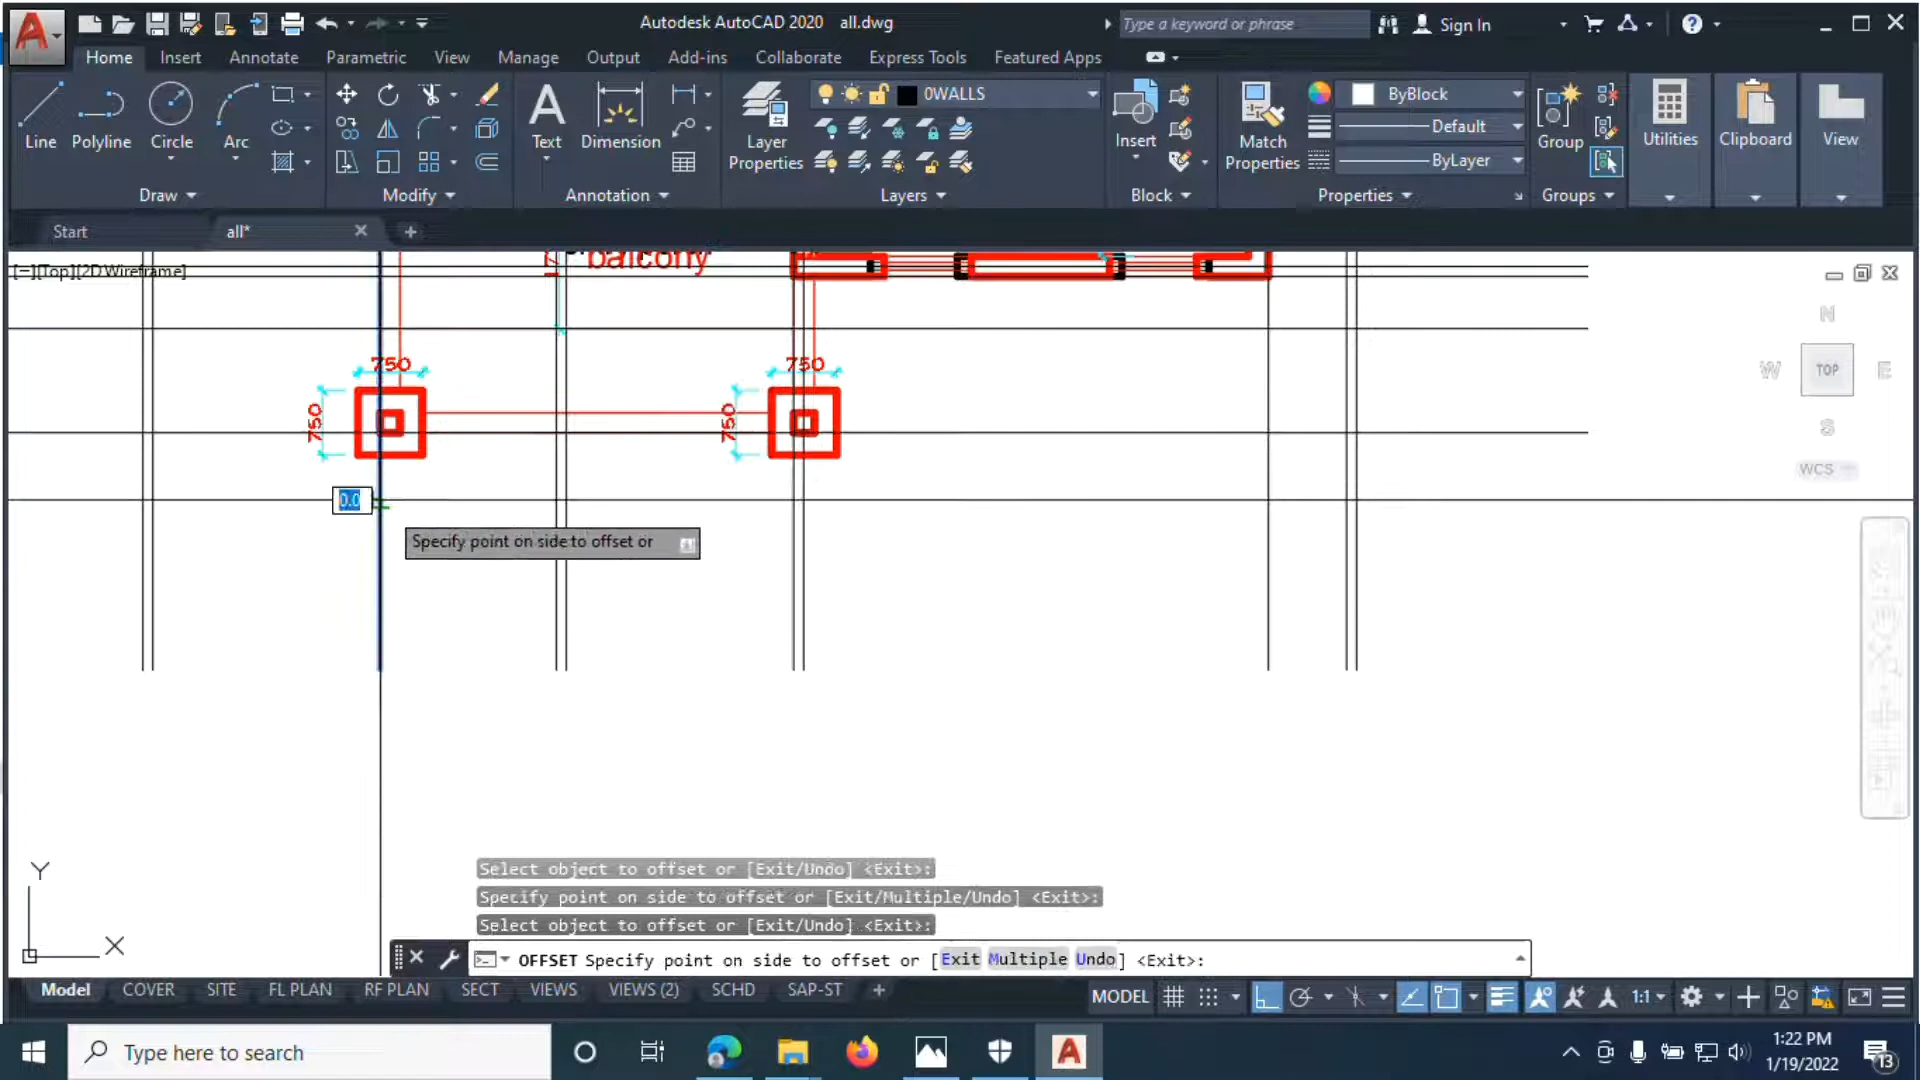 Autodesk AutoCAD 2020 all.dwg
Type a keyword or phrase
Sign In
Home Insert Annotate Parametric View Manage Output Add-ins Collaborate Express Tools Featured Apps
Line Polyline Circle Arc
Draw
Modify
Text Dimension
Annotation
Layer Properties
0WALLS
Layers
Insert
Block
Match Properties
ByBlock
Default
ByLayer
Properties
Group
Groups
Utilities
Clipboard
View
Start all*
[−][Top][2D Wireframe]
balcony
N
W TOP E
S
WCS
750
750
750
750
0.0
Specify point on side to offset or
Y
X
Select object to offset or [Exit/Undo] <Exit>:
Specify point on side to offset or [Exit/Multiple/Undo] <Exit>:
Select object to offset or [Exit/Undo] <Exit>:
OFFSET Specify point on side to offset or [Exit Multiple Undo] <Exit>:
Model COVER SITE FL PLAN RF PLAN SECT VIEWS VIEWS (2) SCHD SAP-ST
MODEL 1:1
Type here to search
1:22 PM
1/19/2022
13